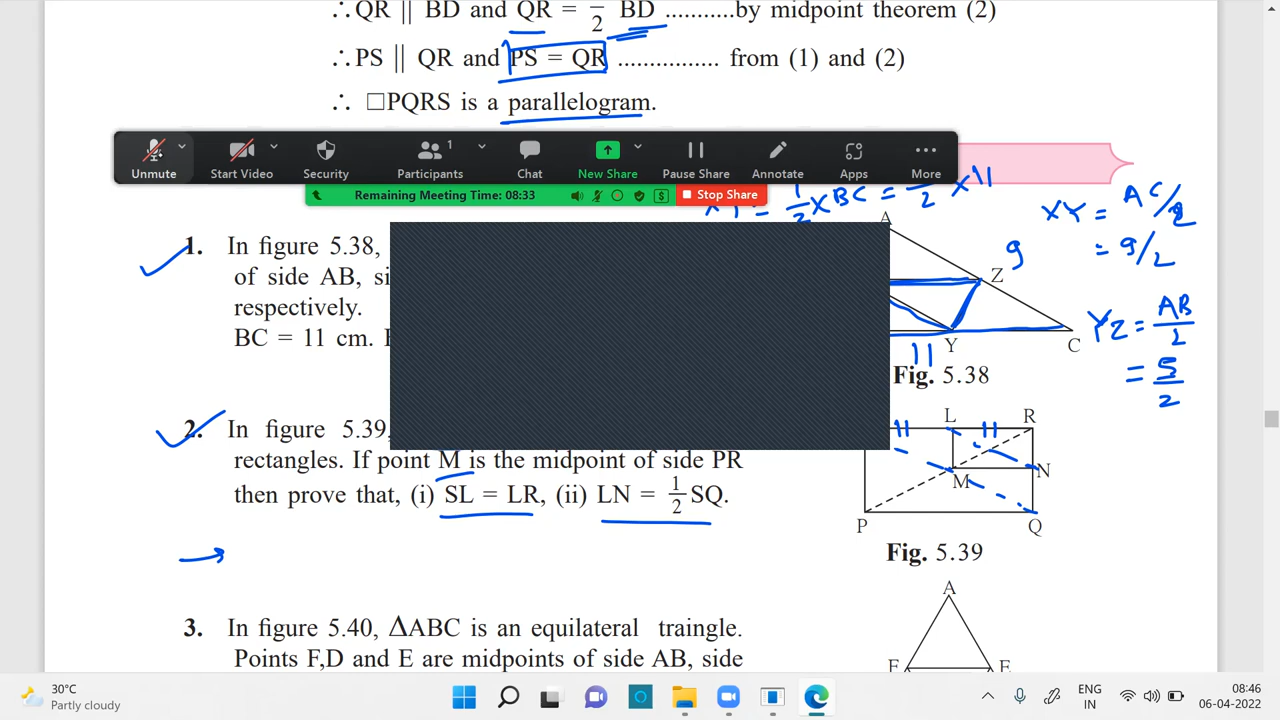 ∴QR || BD and QR = – 2 BD ...........by midpoint theorem (2)
∴PS || QR and PS = QR ............... from (1) and (2)
∴ □PQRS is a parallelogram.
Unmute
Start Video
Security
Participants 1
Chat
New Share
Pause Share
Annotate
Apps
More
Remaining Meeting Time: 08:33
Stop Share
= 1/2 XBC = 2 x11
XY = AC/2
= 9/2
YZ = AB/2
= 5/2
1. In figure 5.38,
of side AB, si
respectively.
BC = 11 cm.
A
9
Z
Y
C
11
Fig. 5.38
2. In figure 5.39,
rectangles. If point M is the midpoint of side PR
then prove that, (i) SL = LR, (ii) LN = 1/2 SQ.
L
R
M
N
P
Q
Fig. 5.39
3. In figure 5.40, ΔABC is an equilateral traingle.
Points F,D and E are midpoints of side AB, side
A
F
E
30°C
Partly cloudy
ENG
IN
08:46
06-04-2022